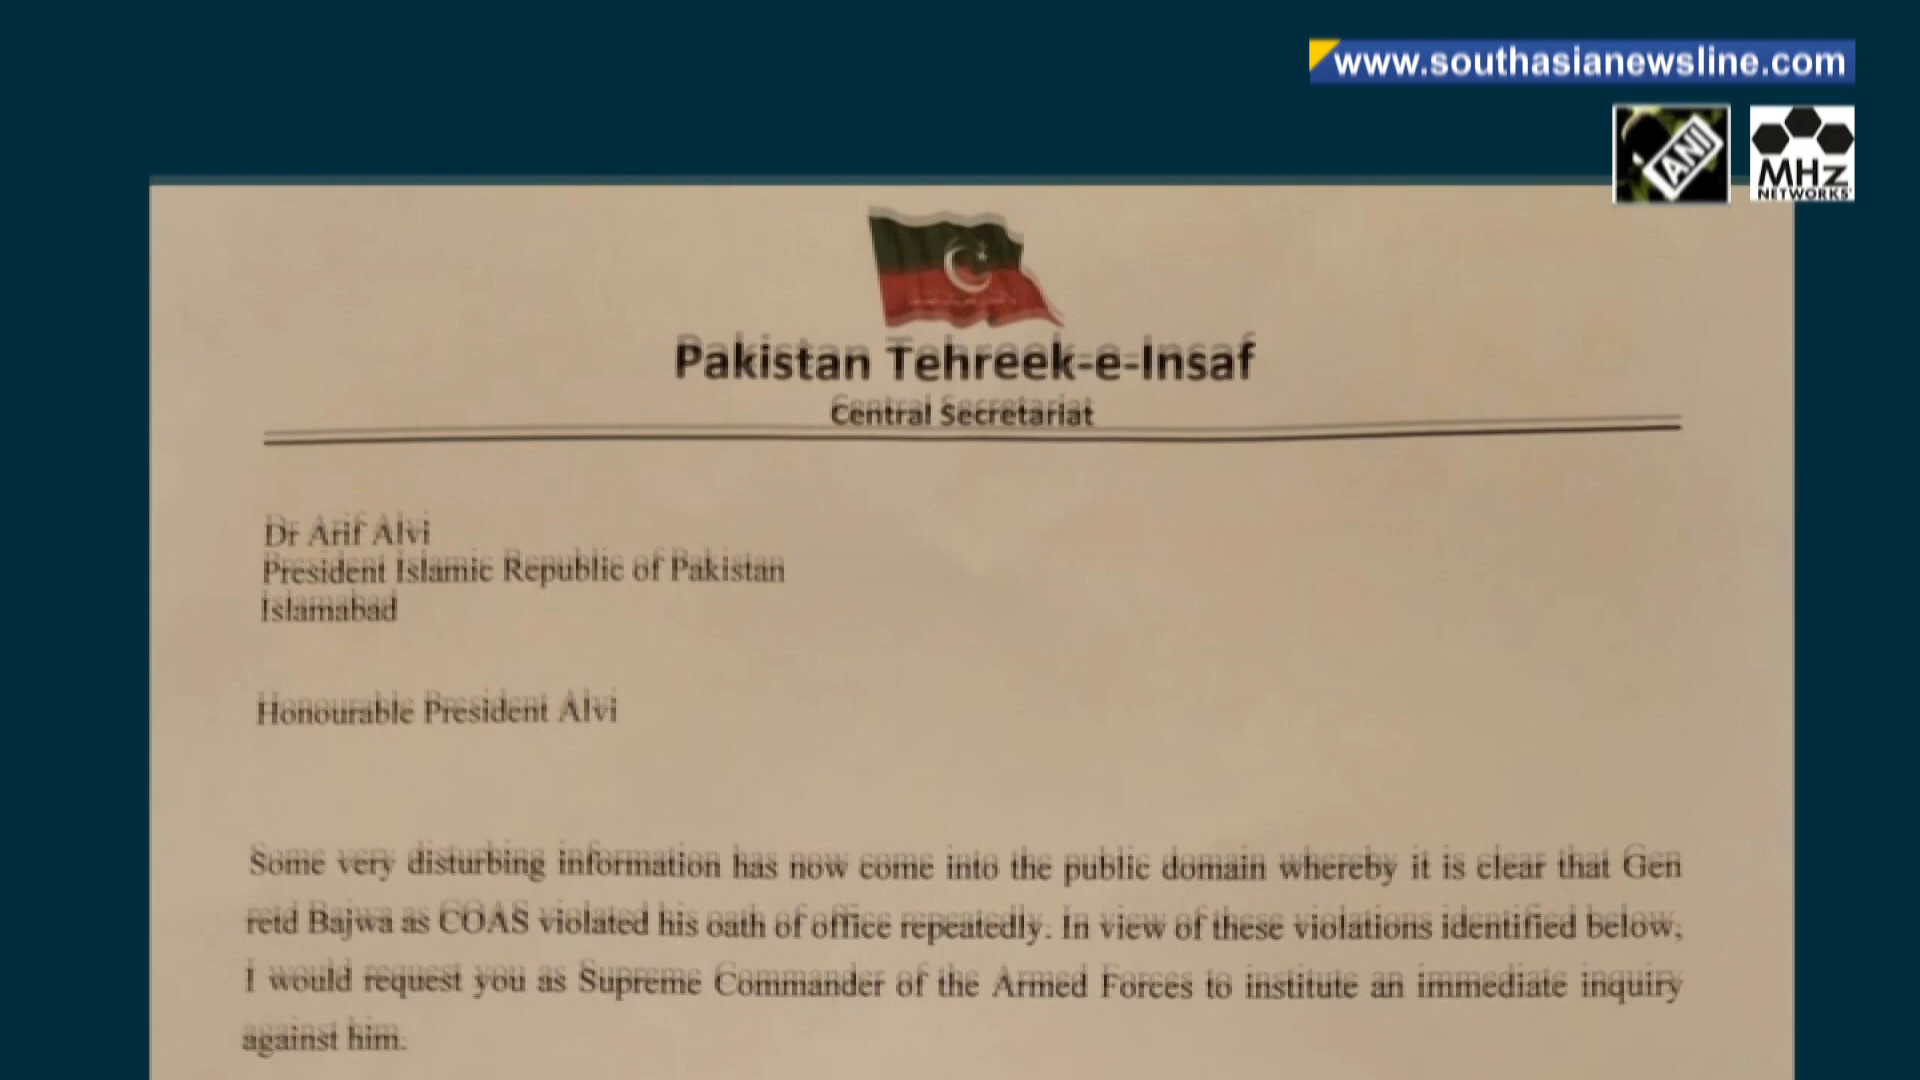 www.southasianewsline.com
ANI
MHz
NETWORKS
Pakistan Tehreek-e-Insaf
Central Secretariat
Dr Arif Alvi
President Islamic Republic of Pakistan
Islamabad
Honourable President Alvi
Some very disturbing information has now come into the public domain whereby it is clear that Gen
retd Bajwa as COAS violated his oath of office repeatedly. In view of these violations identified below,
I would request you as Supreme Commander of the Armed Forces to institute an immediate inquiry
against him.